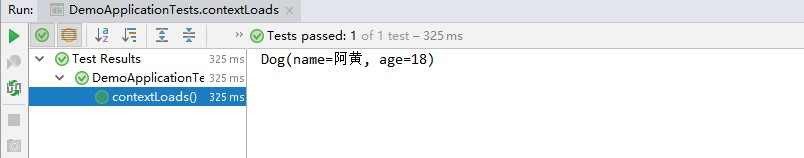 Run: DemoApplicationTests.contextLoads ×
» Tests passed: 1 of 1 test – 325 ms
Test Results 325 ms
DemoApplicationTe 325 ms
contextLoads() 325 ms
Dog(name=阿黄, age=18)